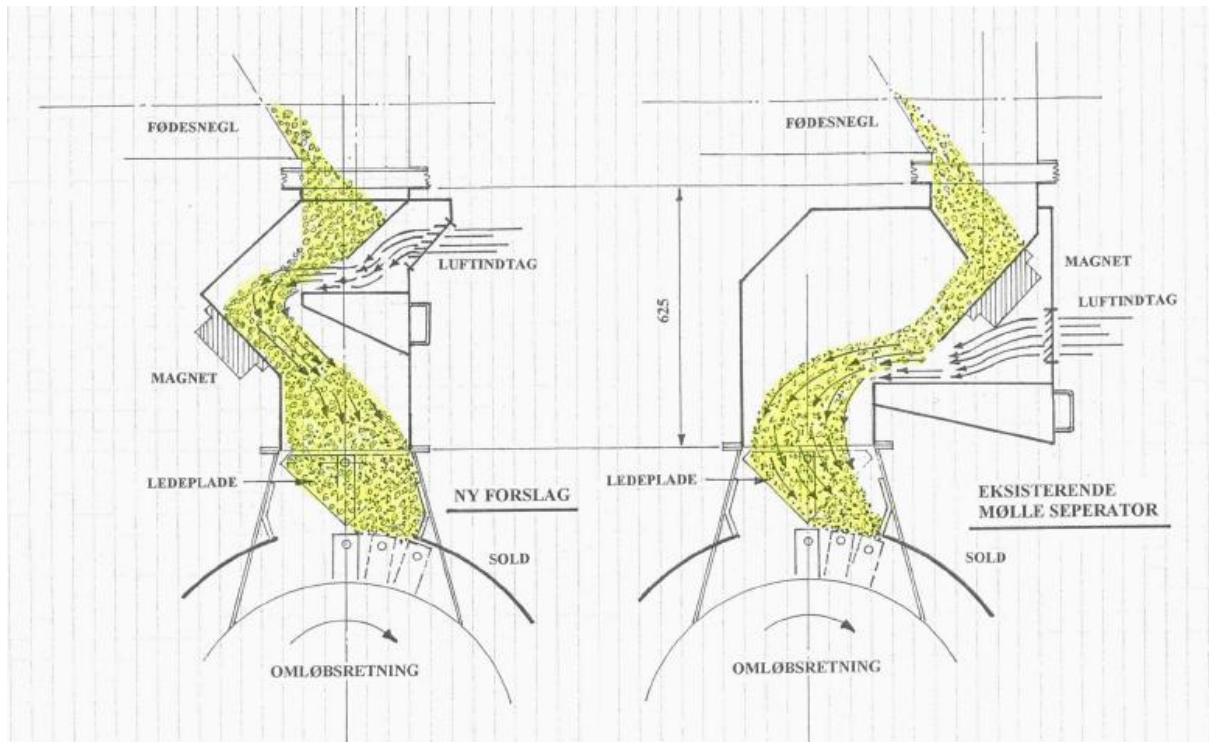 FØDESNEGL
LUFTINDTAG
MAGNET
LEDEPLADE
NY FORSLAG
SOLD
OMLØBSRETNING
625
FØDESNEGL
MAGNET
LUFTINDTAG
LEDEPLADE
EKSISTERENDE
MØLLE SEPERATOR
SOLD
OMLØBSRETNING